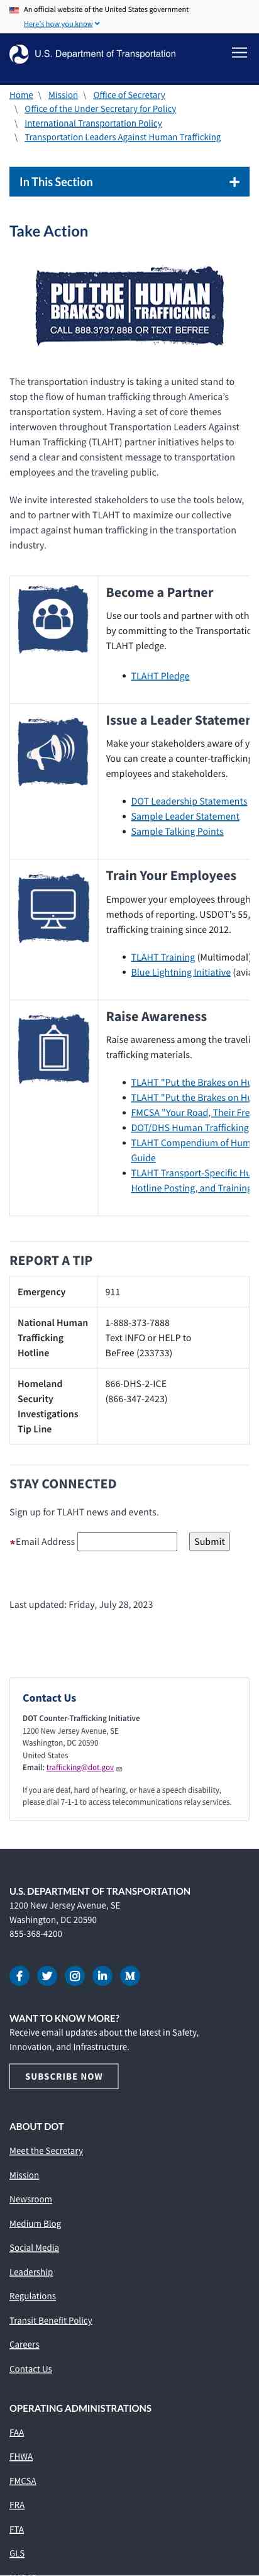 An official website of the United States government
Here's how you know
U.S. Department of Transportation
Home \ Mission \ Office of Secretary
\ Office of the Under Secretary for Policy
\ International Transportation Policy
\ Transportation Leaders Against Human Trafficking
In This Section
Take Action
PUT THE BRAKES ON HUMAN TRAFFICKING
CALL 888.3737.888 OR TEXT BEFREE
The transportation industry is taking a united stand to
stop the flow of human trafficking through America's
transportation system. Having a set of core themes
interwoven throughout Transportation Leaders Against
Human Trafficking (TLAHT) partner initiatives helps to
send a clear and consistent message to transportation
employees and the traveling public.
We invite interested stakeholders to use the tools below,
and to partner with TLAHT to maximize our collective
impact against human trafficking in the transportation
industry.
Become a Partner
Use our tools and partner with oth
by committing to the Transportatic
TLAHT pledge.
TLAHT Pledge
Issue a Leader Statemen
Make your stakeholders aware of y
You can create a counter-trafficking
employees and stakeholders.
DOT Leadership Statements
Sample Leader Statement
Sample Talking Points
Train Your Employees
Empower your employees through
methods of reporting. USDOT's 55,
trafficking training since 2012.
TLAHT Training (Multimodal)
Blue Lightning Initiative (avia
Raise Awareness
Raise awareness among the traveli
trafficking materials.
TLAHT "Put the Brakes on Hu
TLAHT "Put the Brakes on Hu
FMCSA "Your Road, Their Fre
DOT/DHS Human Trafficking
TLAHT Compendium of Hum
Guide
TLAHT Transport-Specific Hu
Hotline Posting, and Training
REPORT A TIP
Emergency 911
National Human Trafficking Hotline
1-888-373-7888
Text INFO or HELP to
BeFree (233733)
Homeland Security Investigations Tip Line
866-DHS-2-ICE
(866-347-2423)
STAY CONNECTED
Sign up for TLAHT news and events.
*Email Address Submit
Last updated: Friday, July 28, 2023
Contact Us
DOT Counter-Trafficking Initiative
1200 New Jersey Avenue, SE
Washington, DC 20590
United States
Email: trafficking@dot.gov
If you are deaf, hard of hearing, or have a speech disability,
please dial 7-1-1 to access telecommunications relay services.
U.S. DEPARTMENT OF TRANSPORTATION
1200 New Jersey Avenue, SE
Washington, DC 20590
855-368-4200
WANT TO KNOW MORE?
Receive email updates about the latest in Safety,
Innovation, and Infrastructure.
SUBSCRIBE NOW
ABOUT DOT
Meet the Secretary
Mission
Newsroom
Medium Blog
Social Media
Leadership
Regulations
Transit Benefit Policy
Careers
Contact Us
OPERATING ADMINISTRATIONS
FAA
FHWA
FMCSA
FRA
FTA
GLS